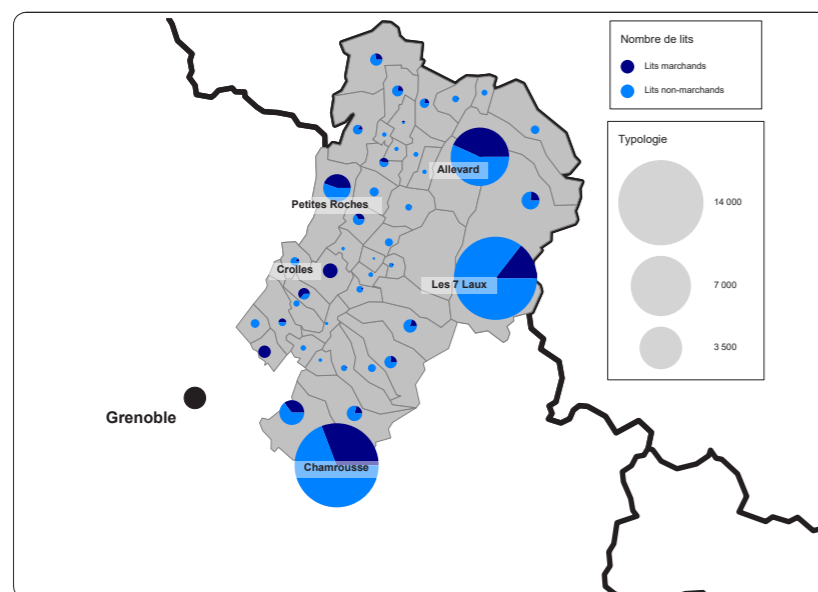 Nombre de lits
Lits marchands
Lits non-marchands
Typologie
14 000
7 000
3 500
Allevard
Petites Roches
Crolles
Les 7 Laux
Grenoble
Chamrousse